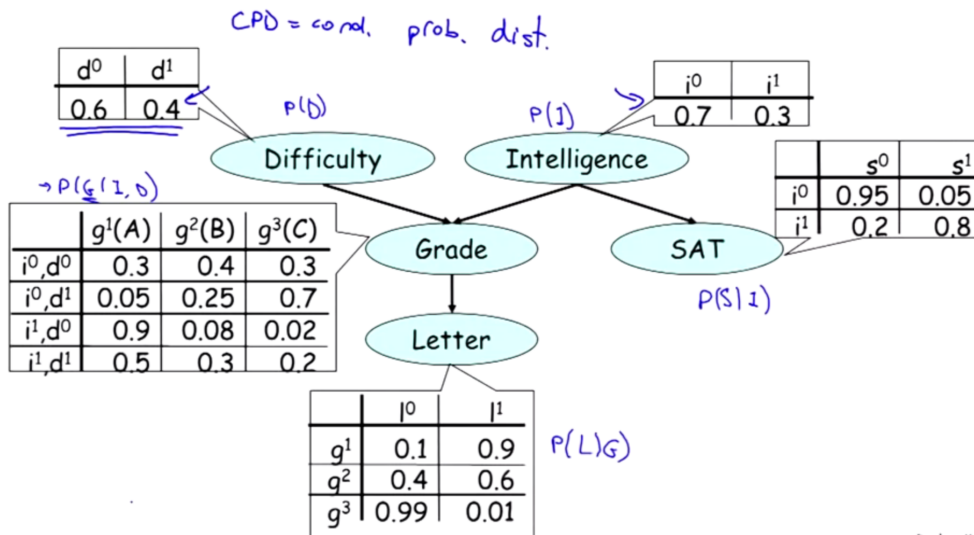 CPD = cond. prob. dist.
d⁰ d¹
0.6 0.4
P(D)
P(I)
i⁰ i¹
0.7 0.3
Difficulty
Intelligence
s⁰ s¹
i⁰ 0.95 0.05
i¹ 0.2 0.8
→ P(G|I,D)
g¹(A) g²(B) g³(C)
i⁰,d⁰ 0.3 0.4 0.3
i⁰,d¹ 0.05 0.25 0.7
i¹,d⁰ 0.9 0.08 0.02
i¹,d¹ 0.5 0.3 0.2
Grade
SAT
P(S|I)
Letter
l⁰ l¹
g¹ 0.1 0.9
g² 0.4 0.6
g³ 0.99 0.01
P(L|G)